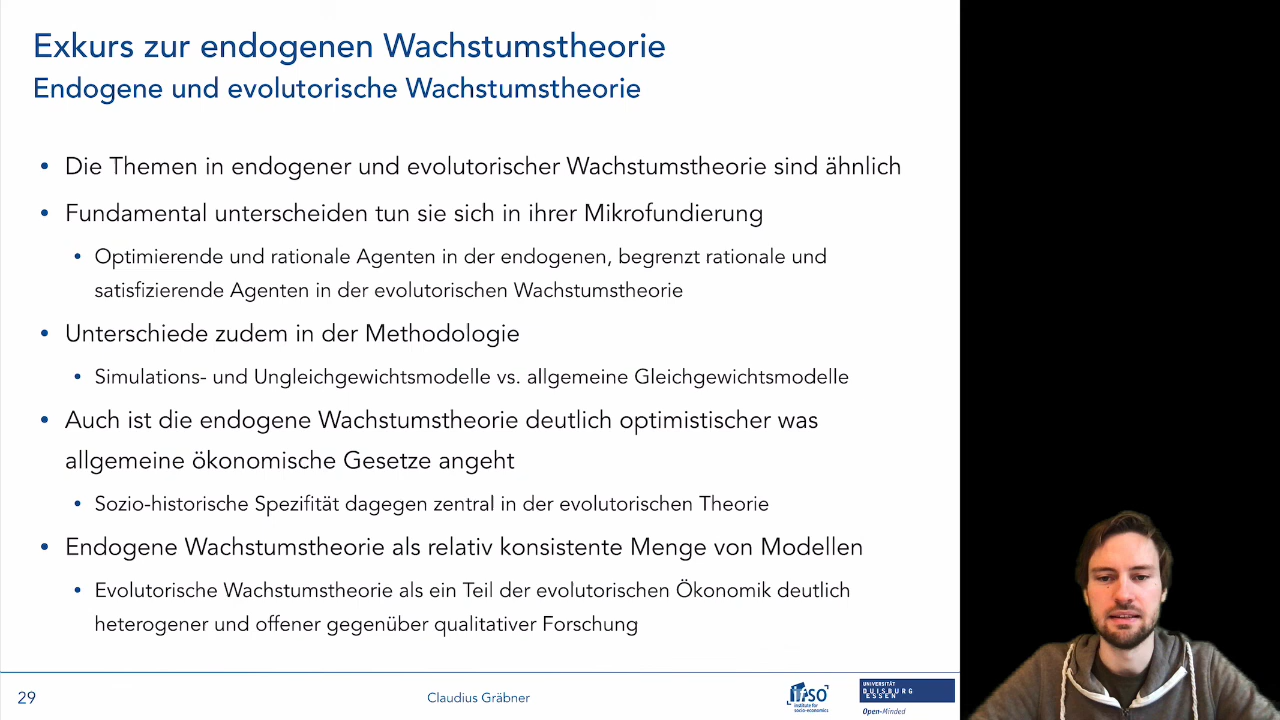 Exkurs zur endogenen Wachstumstheorie
Endogene und evolutorische Wachstumstheorie
• Die Themen in endogener und evolutorischer Wachstumstheorie sind ähnlich
• Fundamental unterscheiden tun sie sich in ihrer Mikrofundierung
• Optimierende und rationale Agenten in der endogenen, begrenzt rationale und
satisfizierende Agenten in der evolutorischen Wachstumstheorie
• Unterschiede zudem in der Methodologie
• Simulations- und Ungleichgewichtsmodelle vs. allgemeine Gleichgewichtsmodelle
• Auch ist die endogene Wachstumstheorie deutlich optimistischer was
allgemeine ökonomische Gesetze angeht
• Sozio-historische Spezifität dagegen zentral in der evolutorischen Theorie
• Endogene Wachstumstheorie als relativ konsistente Menge von Modellen
• Evolutorische Wachstumstheorie als ein Teil der evolutorischen Ökonomik deutlich
heterogener und offener gegenüber qualitativer Forschung
29
Claudius Gräbner
ifso
institute for
socio-economics
UNIVERSITÄT
DUISBURG
ESSEN
Open-Minded